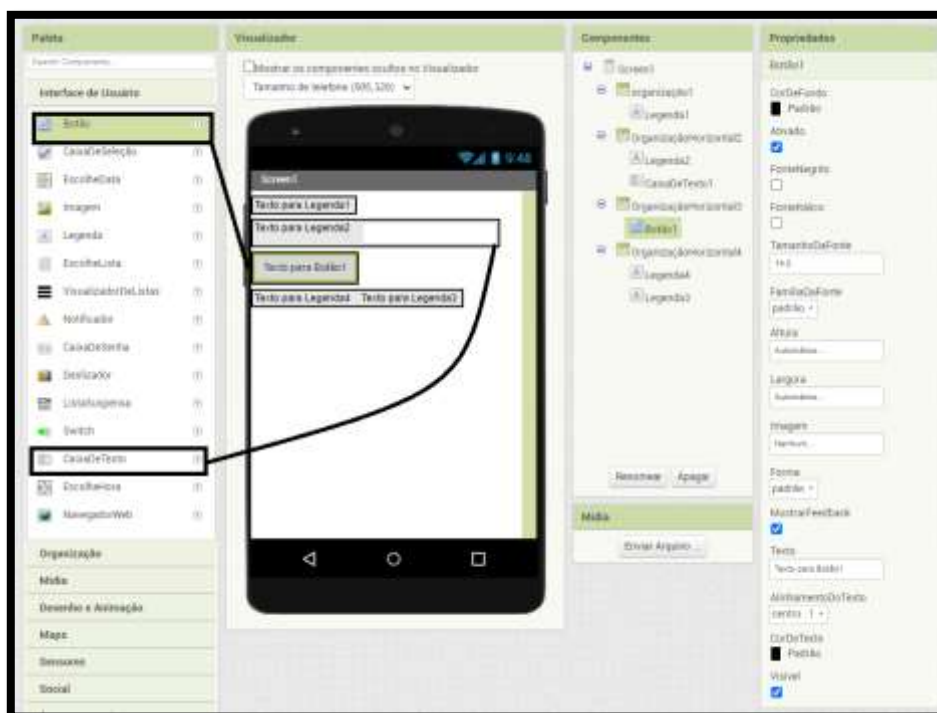 Paleta
Interface de Usuário
Botão
CaixaDeSeleção
EscolheData
Imagem
Legenda
EscolheLista
VisualizadorDeListas
Notificador
CaixaDeSenha
Deslizador
ListaSuspensa
Switch
CaixaDeTexto
EscolheHora
NavegadorWeb
Organização
Mídia
Desenho e Animação
Maps
Sensores
Social
Visualizador
Mostrar os componentes ocultos no Visualizador
Tamanho de telefone (505,320)
9:48
Screen1
Texto para Legenda1
Texto para Legenda2
Texto para Botão1
Texto para Legenda4 Texto para Legenda3
Componentes
Screen1
organização1
Legenda1
OrganizaçãoHorizontal2
Legenda2
CaixaDeTexto1
OrganizaçãoHorizontal3
Botão1
OrganizaçãoHorizontal4
Legenda4
Legenda3
Renomear Apagar
Mídia
Enviar Arquivo ...
Propriedades
Botão1
CorDeFundo
Padrão
Ativado
FonteNegrito
FonteItálico
TamanhoDaFonte
14.0
FamíliaDaFonte
padrão
Altura
Automático...
Largura
Automático...
Imagem
Nenhum...
Forma
padrão
MostrarFeedback
Texto
Texto para Botão1
AlinhamentoDoTexto
centro : 1
CorDeTexto
Padrão
Visível